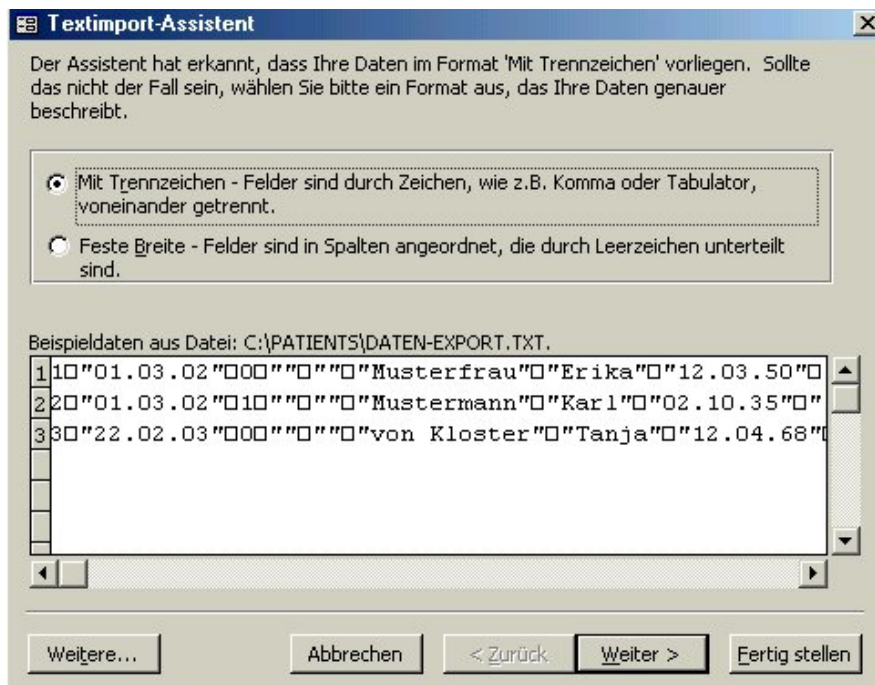 Textimport-Assistent
Der Assistent hat erkannt, dass Ihre Daten im Format 'Mit Trennzeichen' vorliegen. Sollte
das nicht der Fall sein, wählen Sie bitte ein Format aus, das Ihre Daten genauer
beschreibt.
Mit Trennzeichen - Felder sind durch Zeichen, wie z.B. Komma oder Tabulator,
voneinander getrennt.
Feste Breite - Felder sind in Spalten angeordnet, die durch Leerzeichen unterteilt
sind.
Beispieldaten aus Datei: C:\PATIENTS\DATEN-EXPORT.TXT.
1 1□"01.03.02"□0□""□""□"Musterfrau"□"Erika"□"12.03.50"□
2 2□"01.03.02"□1□""□""□"Mustermann"□"Karl"□"02.10.35"□"
3 3□"22.02.03"□0□""□""□"von Kloster"□"Tanja"□"12.04.68"□
Weitere... Abbrechen < Zurück Weiter > Fertig stellen